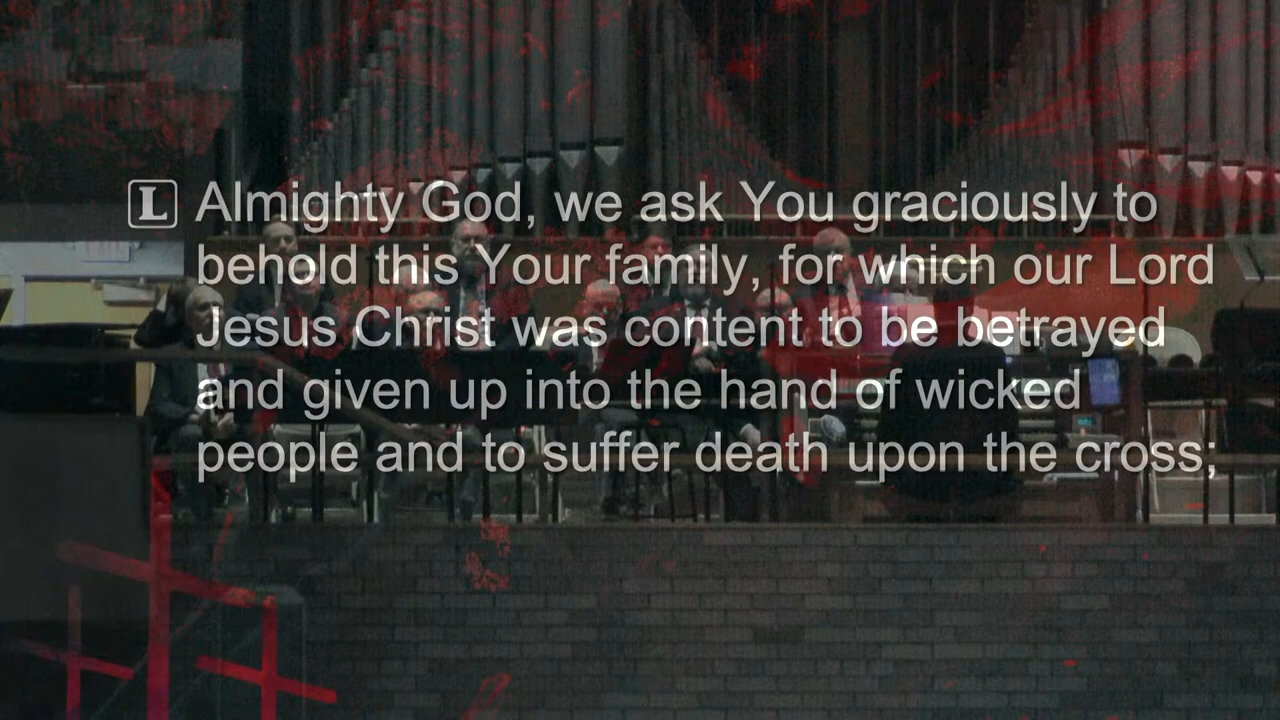 L Almighty God, we ask You graciously to
behold this Your family, for which our Lord
Jesus Christ was content to be betrayed
and given up into the hand of wicked
people and to suffer death upon the cross;